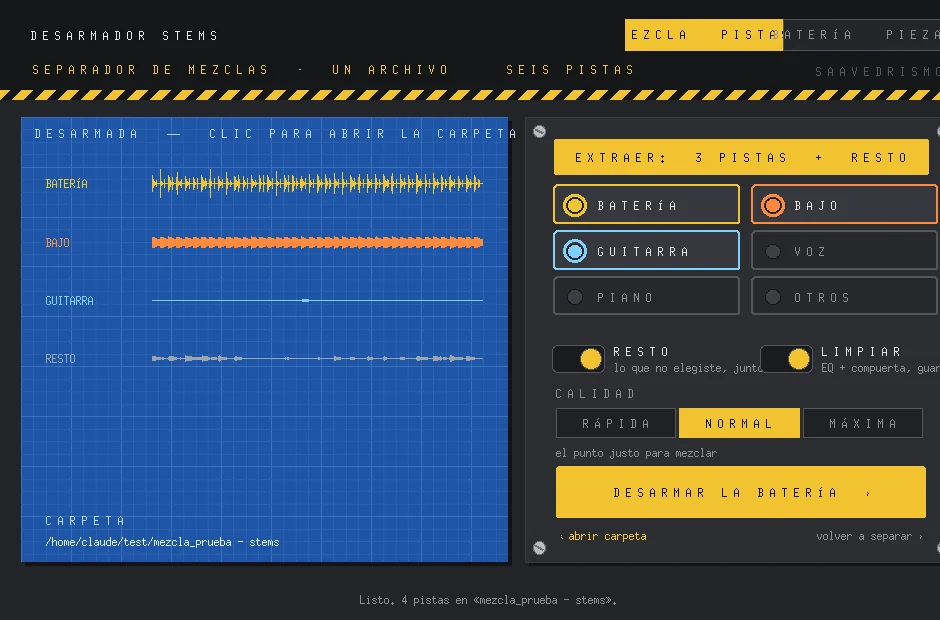 DESARMADOR STEMS
EZCLA PISTAS
BATERÍA PIEZA
SEPARADOR DE MEZCLAS · UN ARCHIVO SEIS PISTAS
SAAVEDRISMO
DESARMADA — CLIC PARA ABRIR LA CARPETA
BATERÍA
BAJO
GUITARRA
RESTO
CARPETA
/home/claude/test/mezcla_prueba — stems
EXTRAER: 3 PISTAS + RESTO
BATERÍA
BAJO
GUITARRA
VOZ
PIANO
OTROS
RESTO
lo que no elegiste, junto
LIMPIAR
EQ + compuerta, guar
CALIDAD
RÁPIDA
NORMAL
MÁXIMA
el punto justo para mezclar
DESARMAR LA BATERÍA ›
‹ abrir carpeta
volver a separar ›
Listo. 4 pistas en «mezcla_prueba — stems».